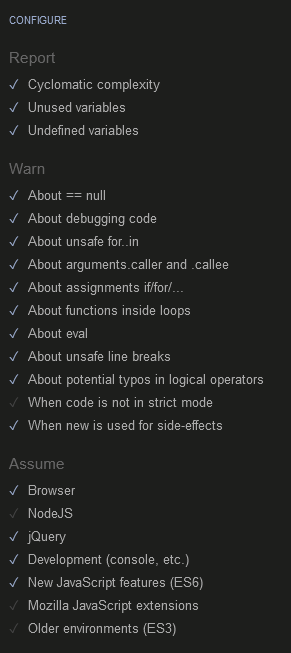 CONFIGURE
Report
✓ Cyclomatic complexity
✓ Unused variables
✓ Undefined variables
Warn
✓ About == null
✓ About debugging code
✓ About unsafe for..in
✓ About arguments.caller and .callee
✓ About assignments if/for/...
✓ About functions inside loops
✓ About eval
✓ About unsafe line breaks
✓ About potential typos in logical operators
✓ When code is not in strict mode
✓ When new is used for side-effects
Assume
✓ Browser
✓ NodeJS
✓ jQuery
✓ Development (console, etc.)
✓ New JavaScript features (ES6)
✓ Mozilla JavaScript extensions
✓ Older environments (ES3)